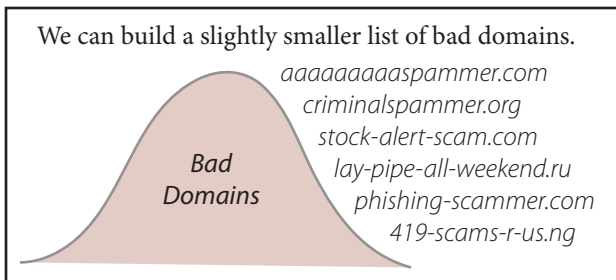 We can build a slightly smaller list of bad domains.
aaaaaaaaaspammer.com
criminalspammer.org
stock-alert-scam.com
lay-pipe-all-weekend.ru
phishing-scammer.com
419-scams-r-us.ng
Bad
Domains